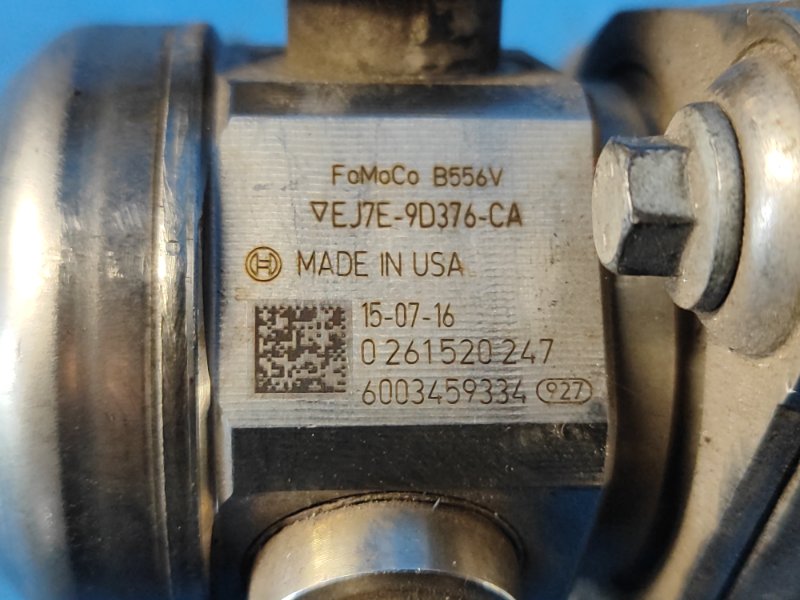 FoMoCo B556V
▽EJ7E-9D376-CA
MADE IN USA
15-07-16
0 261 520 247
6003459334 927